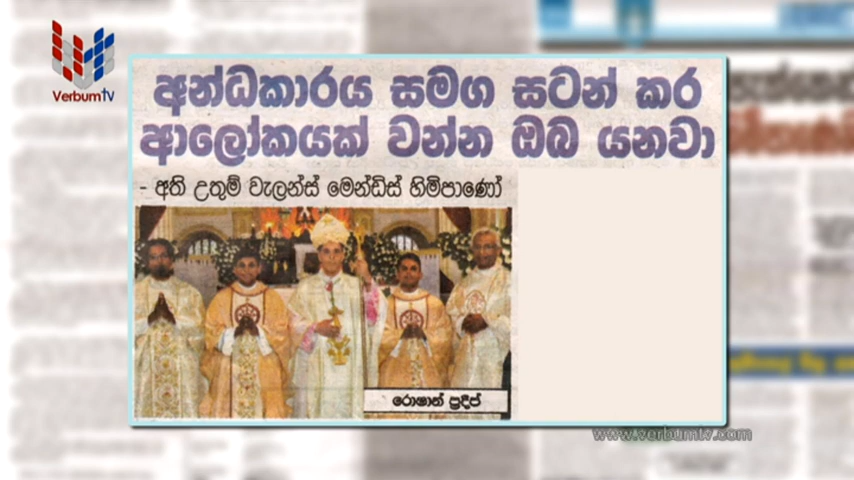 VerbumTV
අන්ධකාරය සමග සටන් කර
ආලෝකයක් වන්න ඔබ යනවා
- අති උතුම් වැලන්ස් මෙන්ඩිස් හිමිපාණෝ
රොෂාන් ප්‍රදීප්
www.verbumtv.com